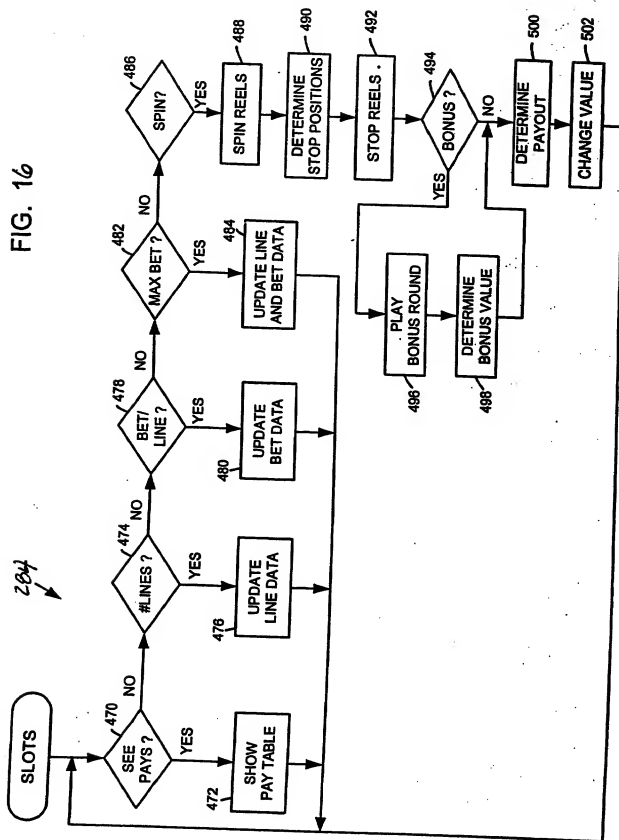 FIG. 16
284
SLOTS
470
SEE
PAYS ?
NO
YES
472
SHOW
PAY TABLE
474
#LINES ?
NO
YES
476
UPDATE
LINE DATA
478
BET/
LINE ?
NO
YES
480
UPDATE
BET DATA
482
MAX BET ?
NO
YES
484
UPDATE LINE
AND BET DATA
486
SPIN?
YES
488
SPIN REELS
490
DETERMINE
STOP POSITIONS
492
STOP REELS .
494
BONUS ?
YES
NO
496
PLAY
BONUS ROUND
498
DETERMINE
BONUS VALUE
500
DETERMINE
PAYOUT
502
CHANGE VALUE